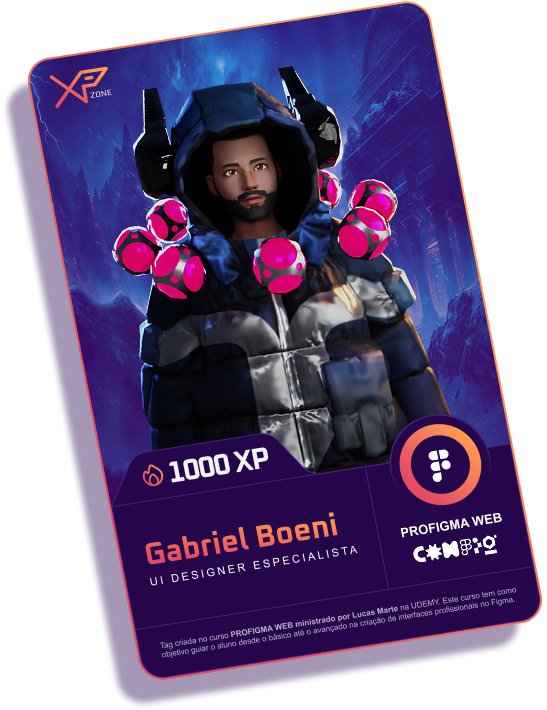 XP ZONE
1000 XP
Gabriel Boeni
UI DESIGNER ESPECIALISTA
PROFIGMA WEB
Tag criada no curso PROFIGMA WEB ministrado por Lucas Marte na UDEMY. Este curso tem como
objetivo guiar o aluno desde o básico até o avançado na criação de interfaces profissionais no Figma.